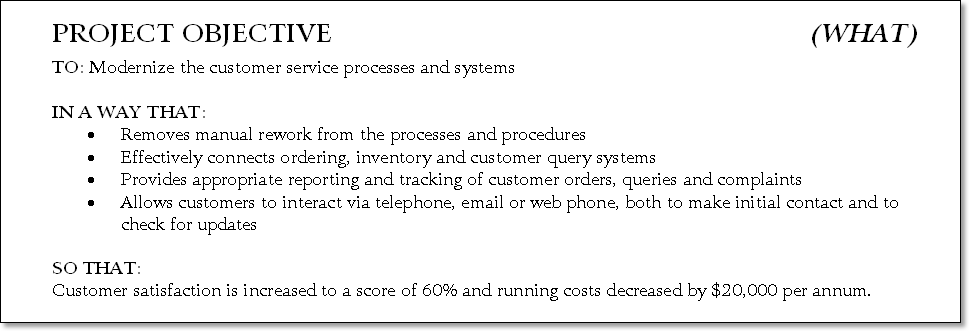 PROJECT OBJECTIVE (WHAT)
TO: Modernize the customer service processes and systems
IN A WAY THAT:
• Removes manual rework from the processes and procedures
• Effectively connects ordering, inventory and customer query systems
• Provides appropriate reporting and tracking of customer orders, queries and complaints
• Allows customers to interact via telephone, email or web phone, both to make initial contact and to
check for updates
SO THAT:
Customer satisfaction is increased to a score of 60% and running costs decreased by $20,000 per annum.